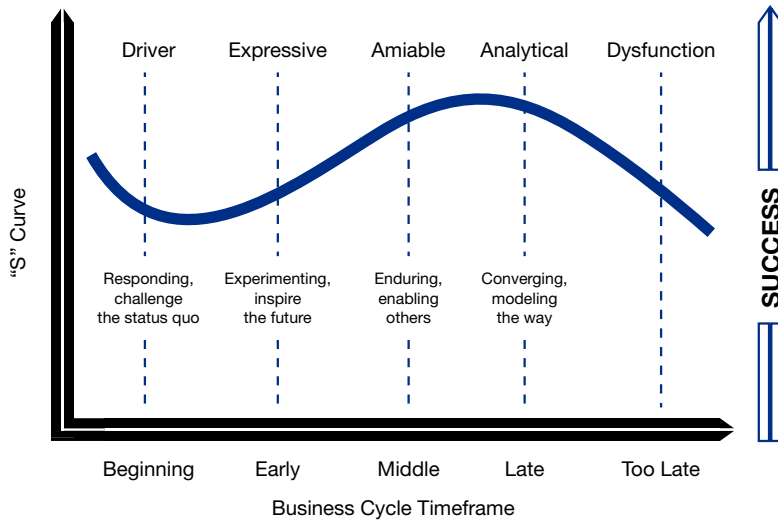 Driver Expressive Amiable Analytical Dysfunction
“S” Curve
SUCCESS
Responding,
challenge
the status quo
Experimenting,
inspire
the future
Enduring,
enabling
others
Converging,
modeling
the way
Beginning Early Middle Late Too Late
Business Cycle Timeframe